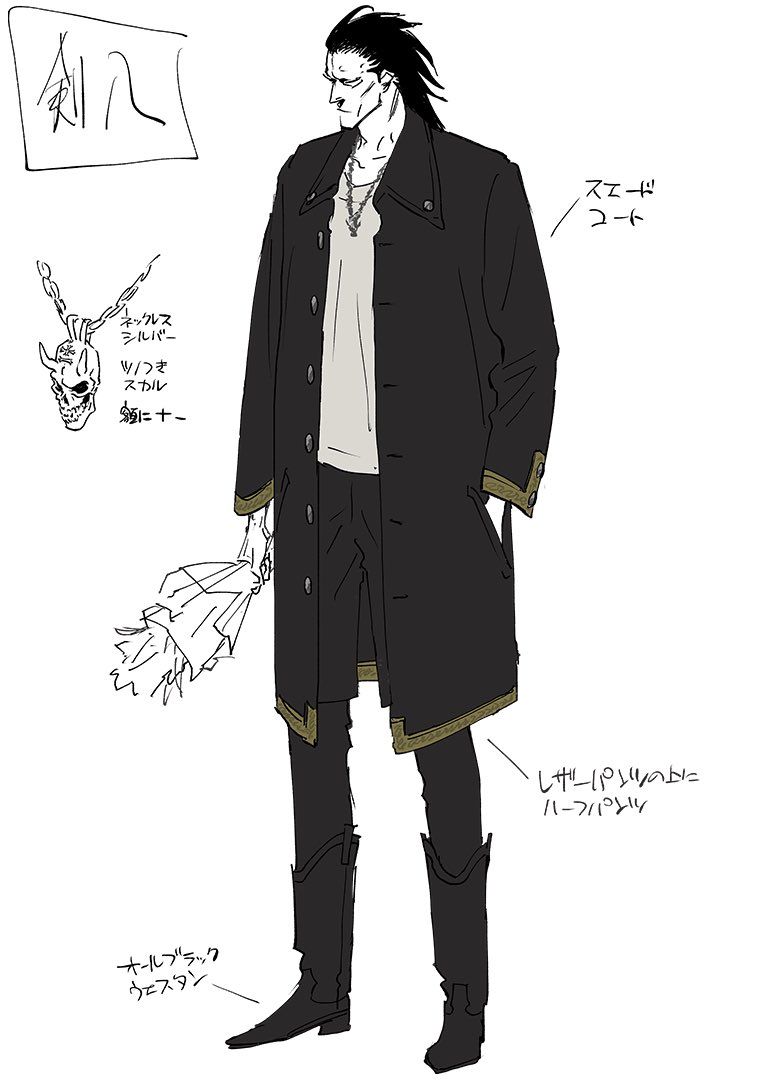 剣八
スエード
コート
ネックレス
シルバー
ツノつき
スカル
額に十一
レザーパンツの上に
ハーフパンツ
オールブラック
ウエスタン